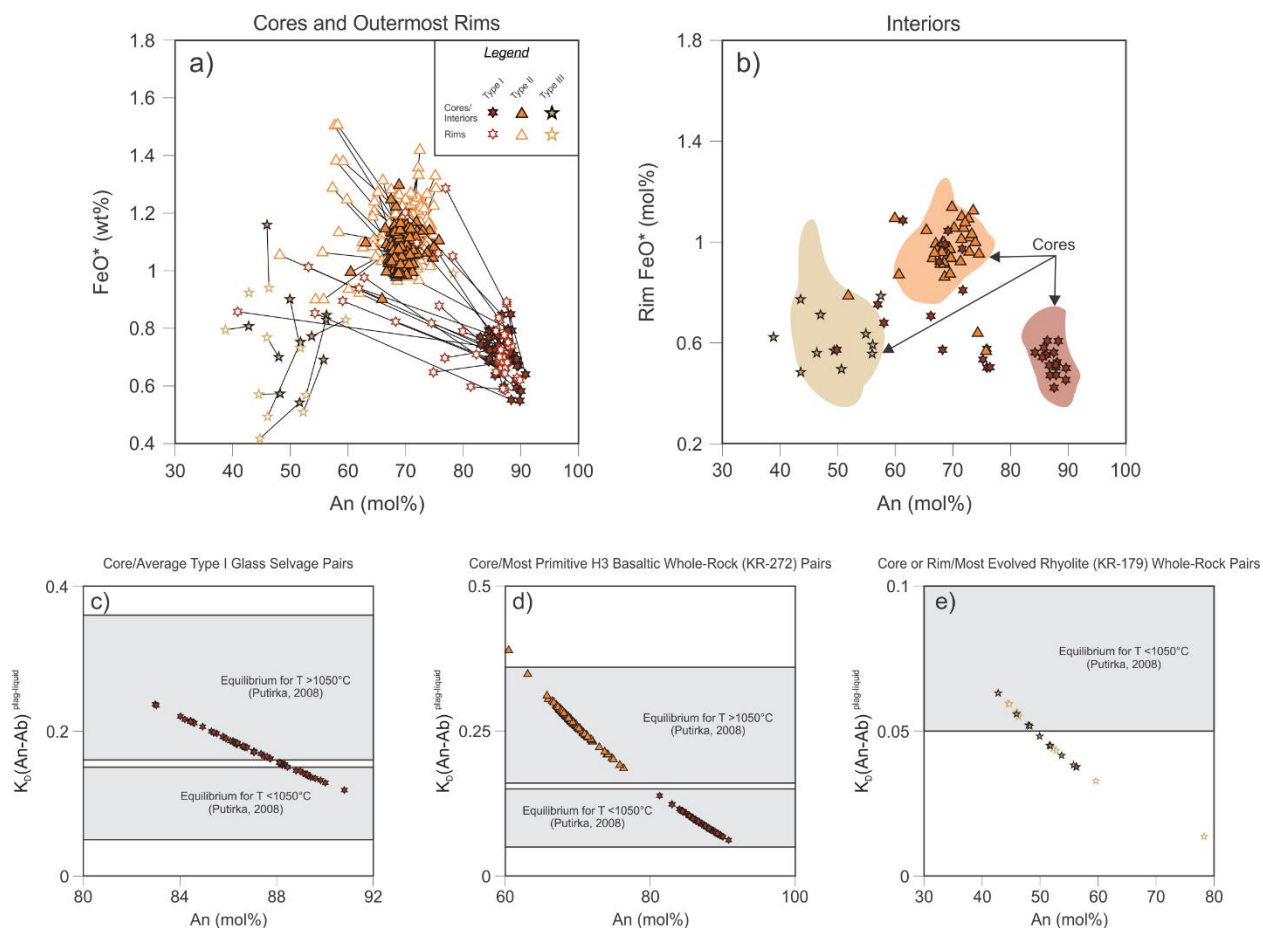 Cores and Outermost Rims
1.8
1.6
1.4
1.2
1
0.8
0.6
0.4
FeO* (wt%)
a)
Legend
Type I
Type II
Type III
Cores/
Interiors
Rims
30
40
50
60
70
80
90
100
An (mol%)
Interiors
1.8
1.4
1
0.6
0.2
Rim FeO* (mol%)
b)
Cores
30
40
50
60
70
80
90
100
An (mol%)
Core/Average Type I Glass Selvage Pairs
0.4
0.2
0
K_D(An-Ab) plag-liquid
c)
Equilibrium for T >1050°C
(Putirka, 2008)
Equilibrium for T <1050°C
(Putirka, 2008)
80
84
88
92
An (mol%)
Core/Most Primitive H3 Basaltic Whole-Rock (KR-272) Pairs
0.5
0.25
0
K_D(An-Ab) plag-liquid
d)
Equilibrium for T >1050°C
(Putirka, 2008)
Equilibrium for T <1050°C
(Putirka, 2008)
60
80
100
An (mol%)
Core or Rim/Most Evolved Rhyolite (KR-179) Whole-Rock Pairs
0.1
0.05
0
K_D(An-Ab) plag-liquid
e)
Equilibrium for T <1050°C
(Putirka, 2008)
30
40
50
60
70
80
An (mol%)